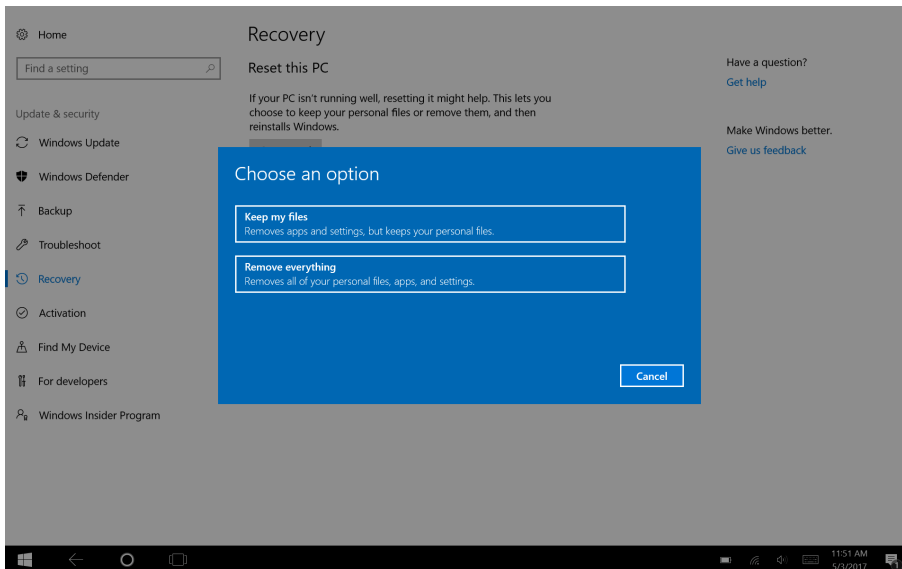 Home
Find a setting
Update & security
Windows Update
Windows Defender
Backup
Troubleshoot
Recovery
Activation
Find My Device
For developers
Windows Insider Program
Recovery
Reset this PC
If your PC isn't running well, resetting it might help. This lets you
choose to keep your personal files or remove them, and then
reinstalls Windows.
Choose an option
Keep my files
Removes apps and settings, but keeps your personal files.
Remove everything
Removes all of your personal files, apps, and settings.
Cancel
Have a question?
Get help
Make Windows better.
Give us feedback
11:51 AM
5/3/2017